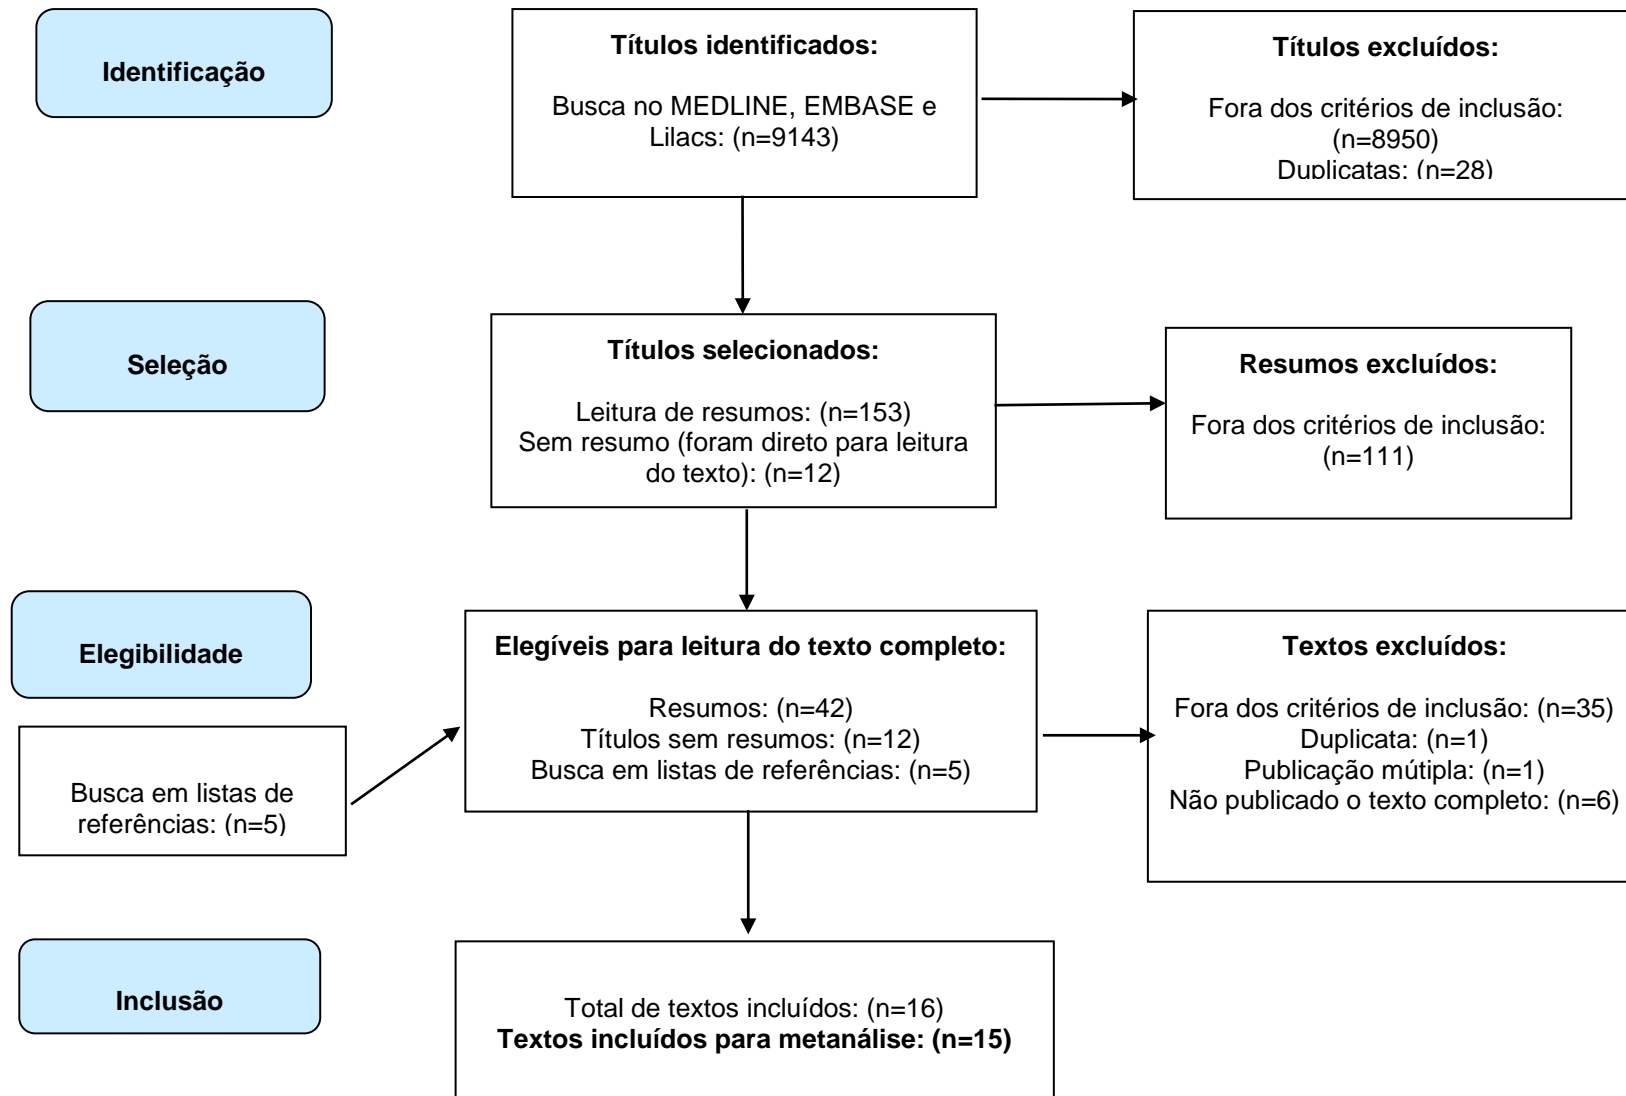 Identificação
Títulos identificados:
Busca no MEDLINE, EMBASE e
Lilacs: (n=9143)
Títulos excluídos:
Fora dos critérios de inclusão:
(n=8950)
Duplicatas: (n=28)
Seleção
Títulos selecionados:
Leitura de resumos: (n=153)
Sem resumo (foram direto para leitura
do texto): (n=12)
Resumos excluídos:
Fora dos critérios de inclusão:
(n=111)
Elegibilidade
Busca em listas de
referências: (n=5)
Elegíveis para leitura do texto completo:
Resumos: (n=42)
Títulos sem resumos: (n=12)
Busca em listas de referências: (n=5)
Textos excluídos:
Fora dos critérios de inclusão: (n=35)
Duplicata: (n=1)
Publicação mútipla: (n=1)
Não publicado o texto completo: (n=6)
Inclusão
Total de textos incluídos: (n=16)
Textos incluídos para metanálise: (n=15)